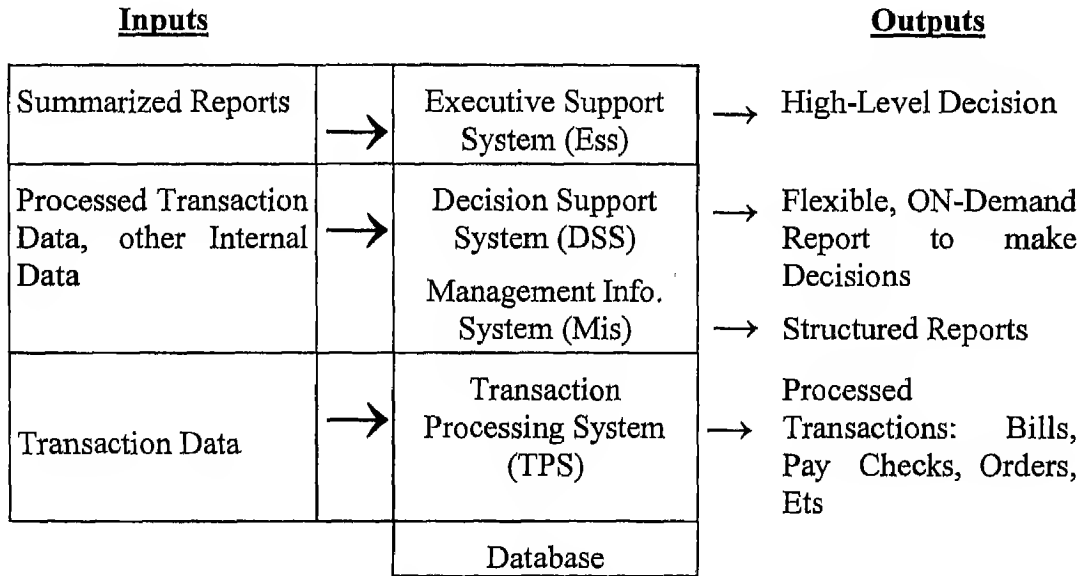 Inputs
Outputs
Summarized Reports
Executive Support
System (Ess)
High-Level Decision
Processed Transaction
Data, other Internal
Data
Decision Support
System (DSS)
Management Info.
System (Mis)
Flexible, ON-Demand
Report to make
Decisions
Structured Reports
Transaction Data
Transaction
Processing System
(TPS)
Processed
Transactions: Bills,
Pay Checks, Orders,
Ets
Database